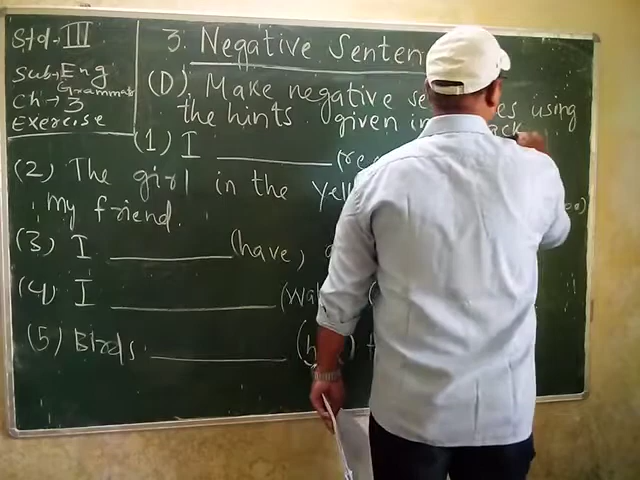 Std. III
Sub. Eng
Grammar
Ch → 3
Exercise
3. Negative Senten
(D). Make negative se es using
the hints given in ack
(1) I ________ (re
(2) The girl in the yel
my friend.
(3) I ________ (have,
(4) I ________ (wa
(5) Birds ________ (h